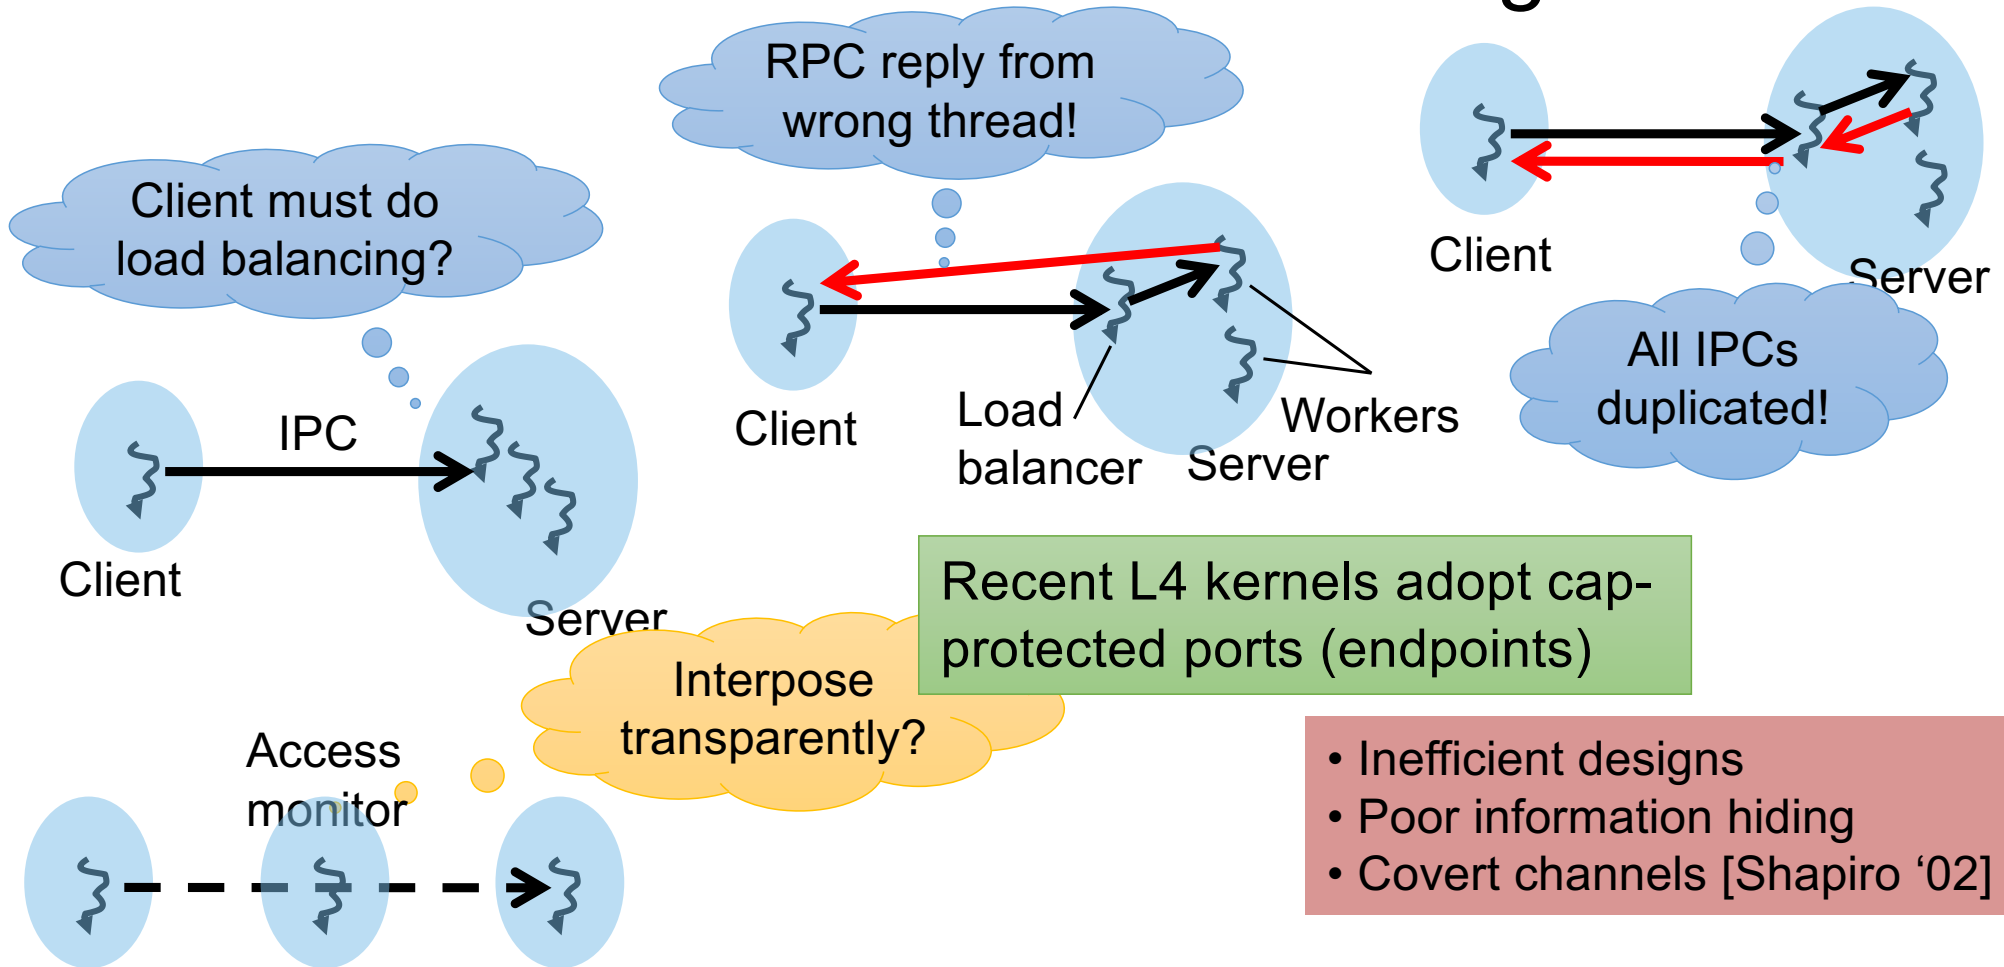 RPC reply from
wrong thread!
Client must do
load balancing?
Client
Server
All IPCs
duplicated!
IPC
Client
Load
balancer
Workers
Server
Client
Server
Recent L4 kernels adopt cap-
protected ports (endpoints)
Interpose
transparently?
Access
monitor
• Inefficient designs
• Poor information hiding
• Covert channels [Shapiro ‘02]